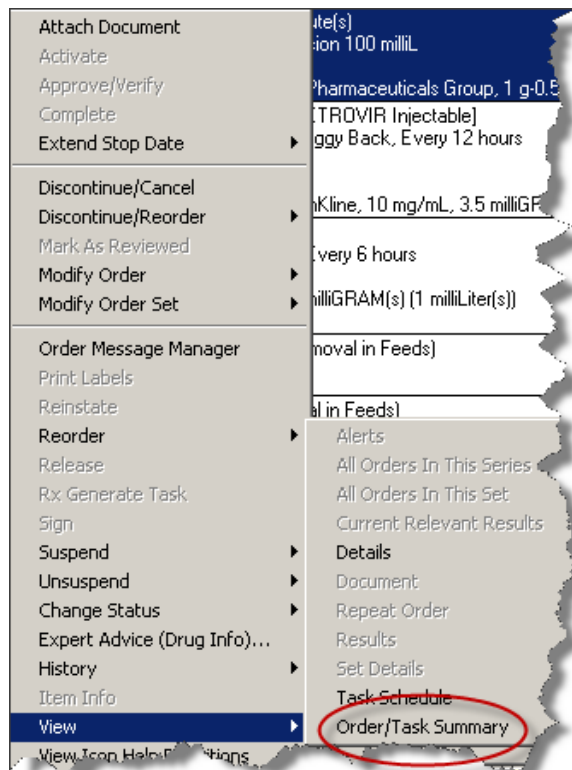 Attach Document
Activate
Approve/Verify
Complete
Extend Stop Date
Discontinue/Cancel
Discontinue/Reorder
Mark As Reviewed
Modify Order
Modify Order Set
Order Message Manager
Print Labels
Reinstate
Reorder
Release
Rx Generate Task
Sign
Suspend
Unsuspend
Change Status
Expert Advice (Drug Info)...
History
Item Info
View
View Icon Help
ute(s)
ion 100 milliL
Pharmaceuticals Group, 1 g-0.5
TROVIR Injectable]
ggy Back, Every 12 hours
Kline, 10 mg/mL, 3.5 milliGR
very 6 hours
milliGRAM(s) (1 milliLiter(s))
moval in Feeds)
al in Feeds)
Alerts
All Orders In This Series
All Orders In This Set
Current Relevant Results
Details
Document
Repeat Order
Results
Set Details
Task Schedule
Order/Task Summary